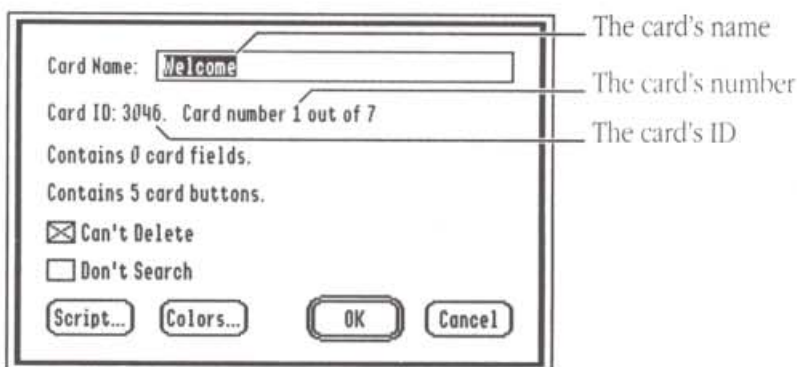 The card's name
Card Name: Welcome
The card's number
Card ID: 3046. Card number 1 out of 7
The card's ID
Contains 0 card fields.
Contains 5 card buttons.
Can't Delete
Don't Search
Script... Colors... OK Cancel